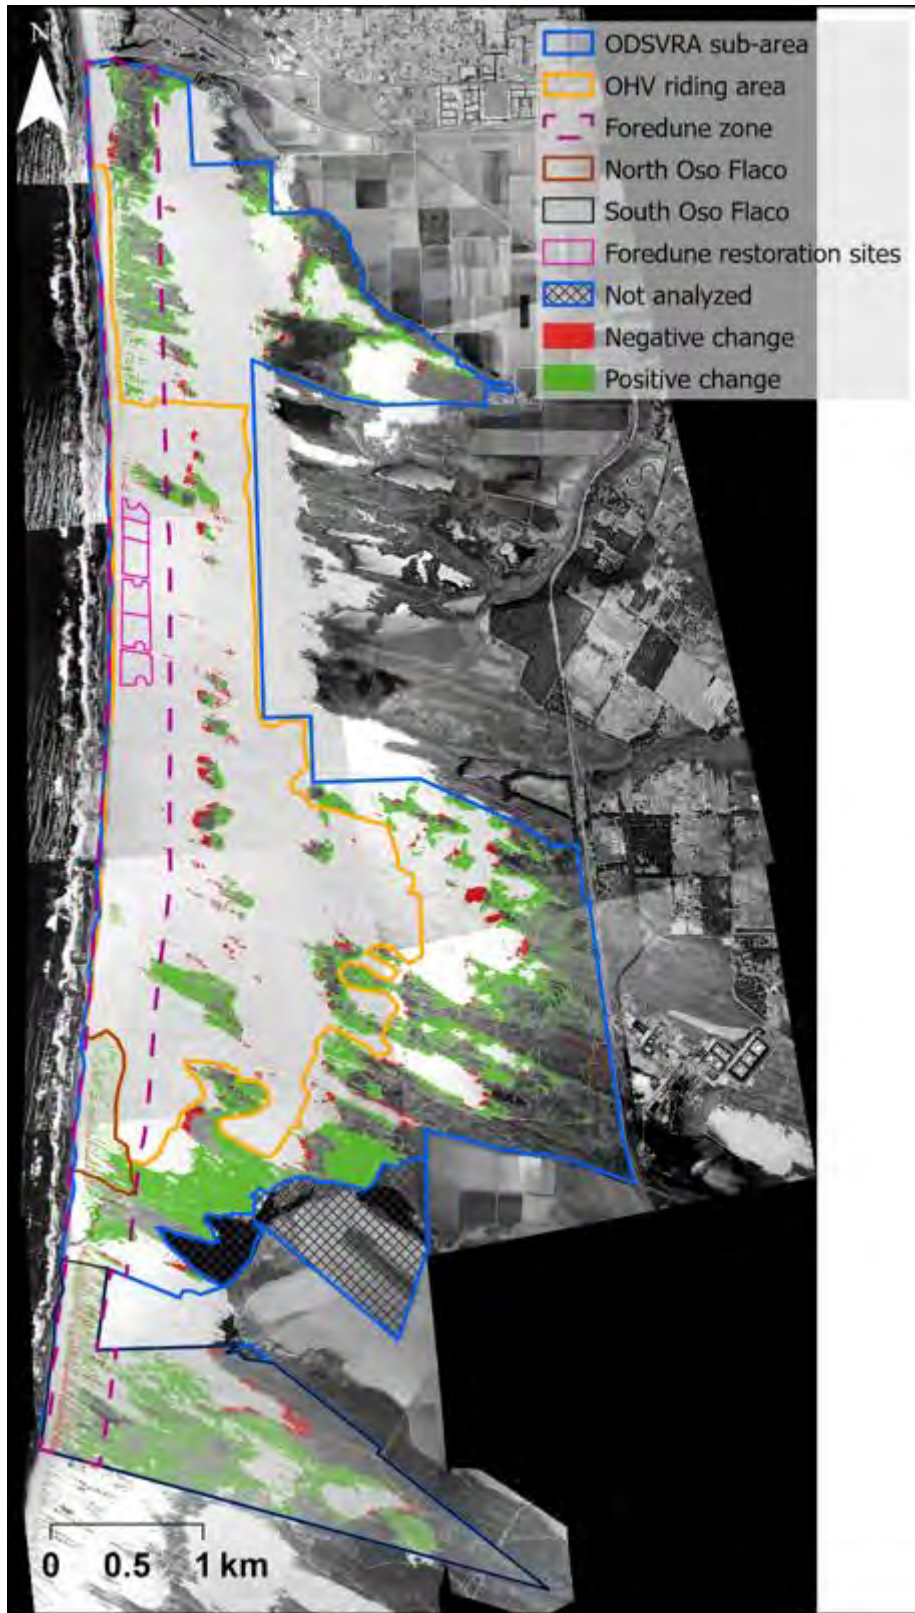 N
ODSVRA sub-area
OHV riding area
Foredune zone
North Oso Flaco
South Oso Flaco
Foredune restoration sites
Not analyzed
Negative change
Positive change
0 0.5 1 km